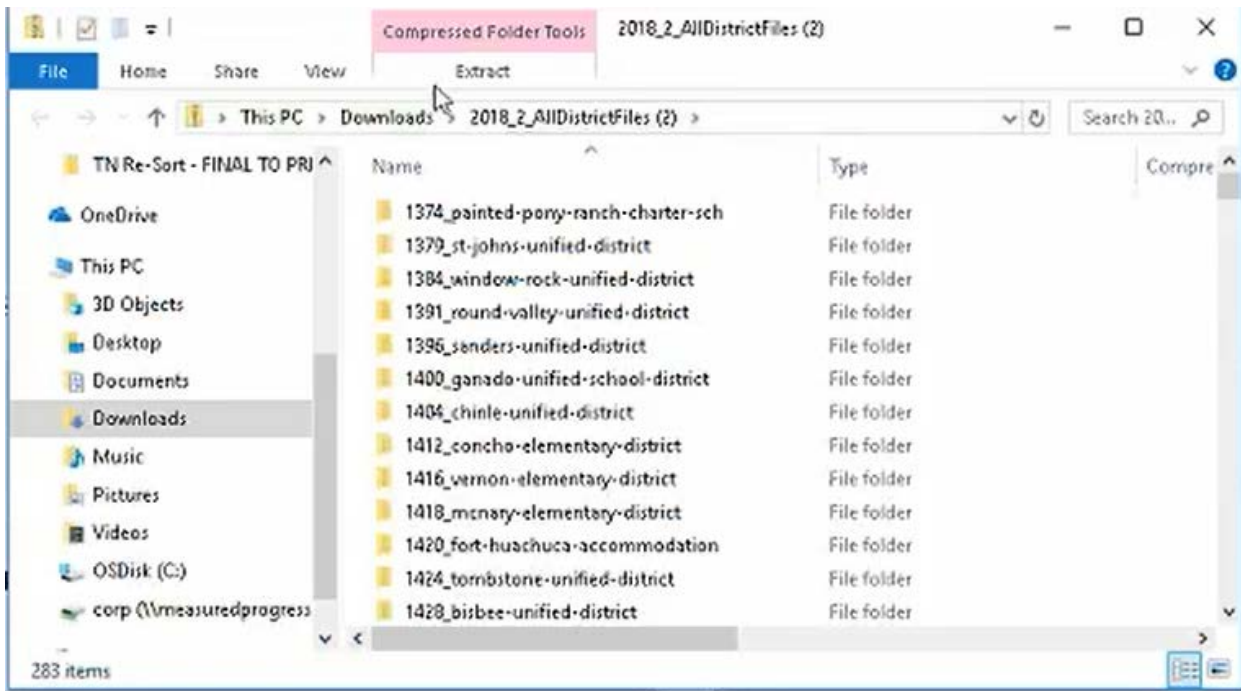 Compressed Folder Tools 2018_2_AllDistrictFiles (2)
File Home Share View Extract
This PC > Downloads > 2018_2_AllDistrictFiles (2) > Search 20...
TN Re-Sort - FINAL TO PRI Name Type Compre
OneDrive
This PC
3D Objects
Desktop
Documents
Downloads
Music
Pictures
Videos
OSDisk (C:)
corp (\\measuredprogress
1374_painted-pony-ranch-charter-sch File folder
1379_st-johns-unified-district File folder
1384_window-rock-unified-district File folder
1391_round-valley-unified-district File folder
1396_sanders-unified-district File folder
1400_ganado-unified-school-district File folder
1404_chinle-unified-district File folder
1412_concho-elementary-district File folder
1416_vernon-elementary-district File folder
1418_mcnary-elementary-district File folder
1420_fort-huachuca-accommodation File folder
1424_tombstone-unified-district File folder
1428_bisbee-unified-district File folder
283 items